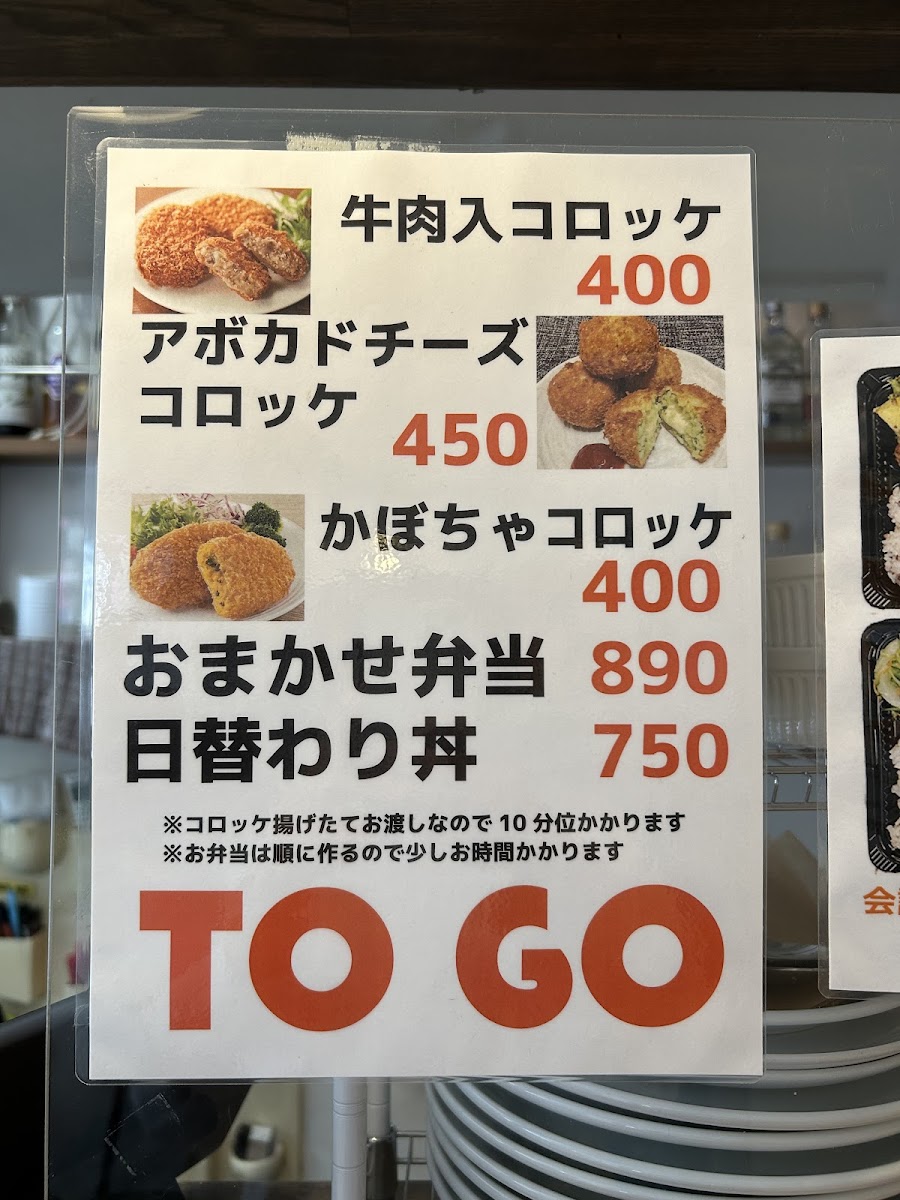 牛肉入コロッケ
400
アボカドチーズ
コロッケ
450
かぼちゃコロッケ
400
おまかせ弁当 890
日替わり丼 750
※コロッケ揚げたてお渡しなので10分位かかります
※お弁当は順に作るので少しお時間かかります
TO GO
会